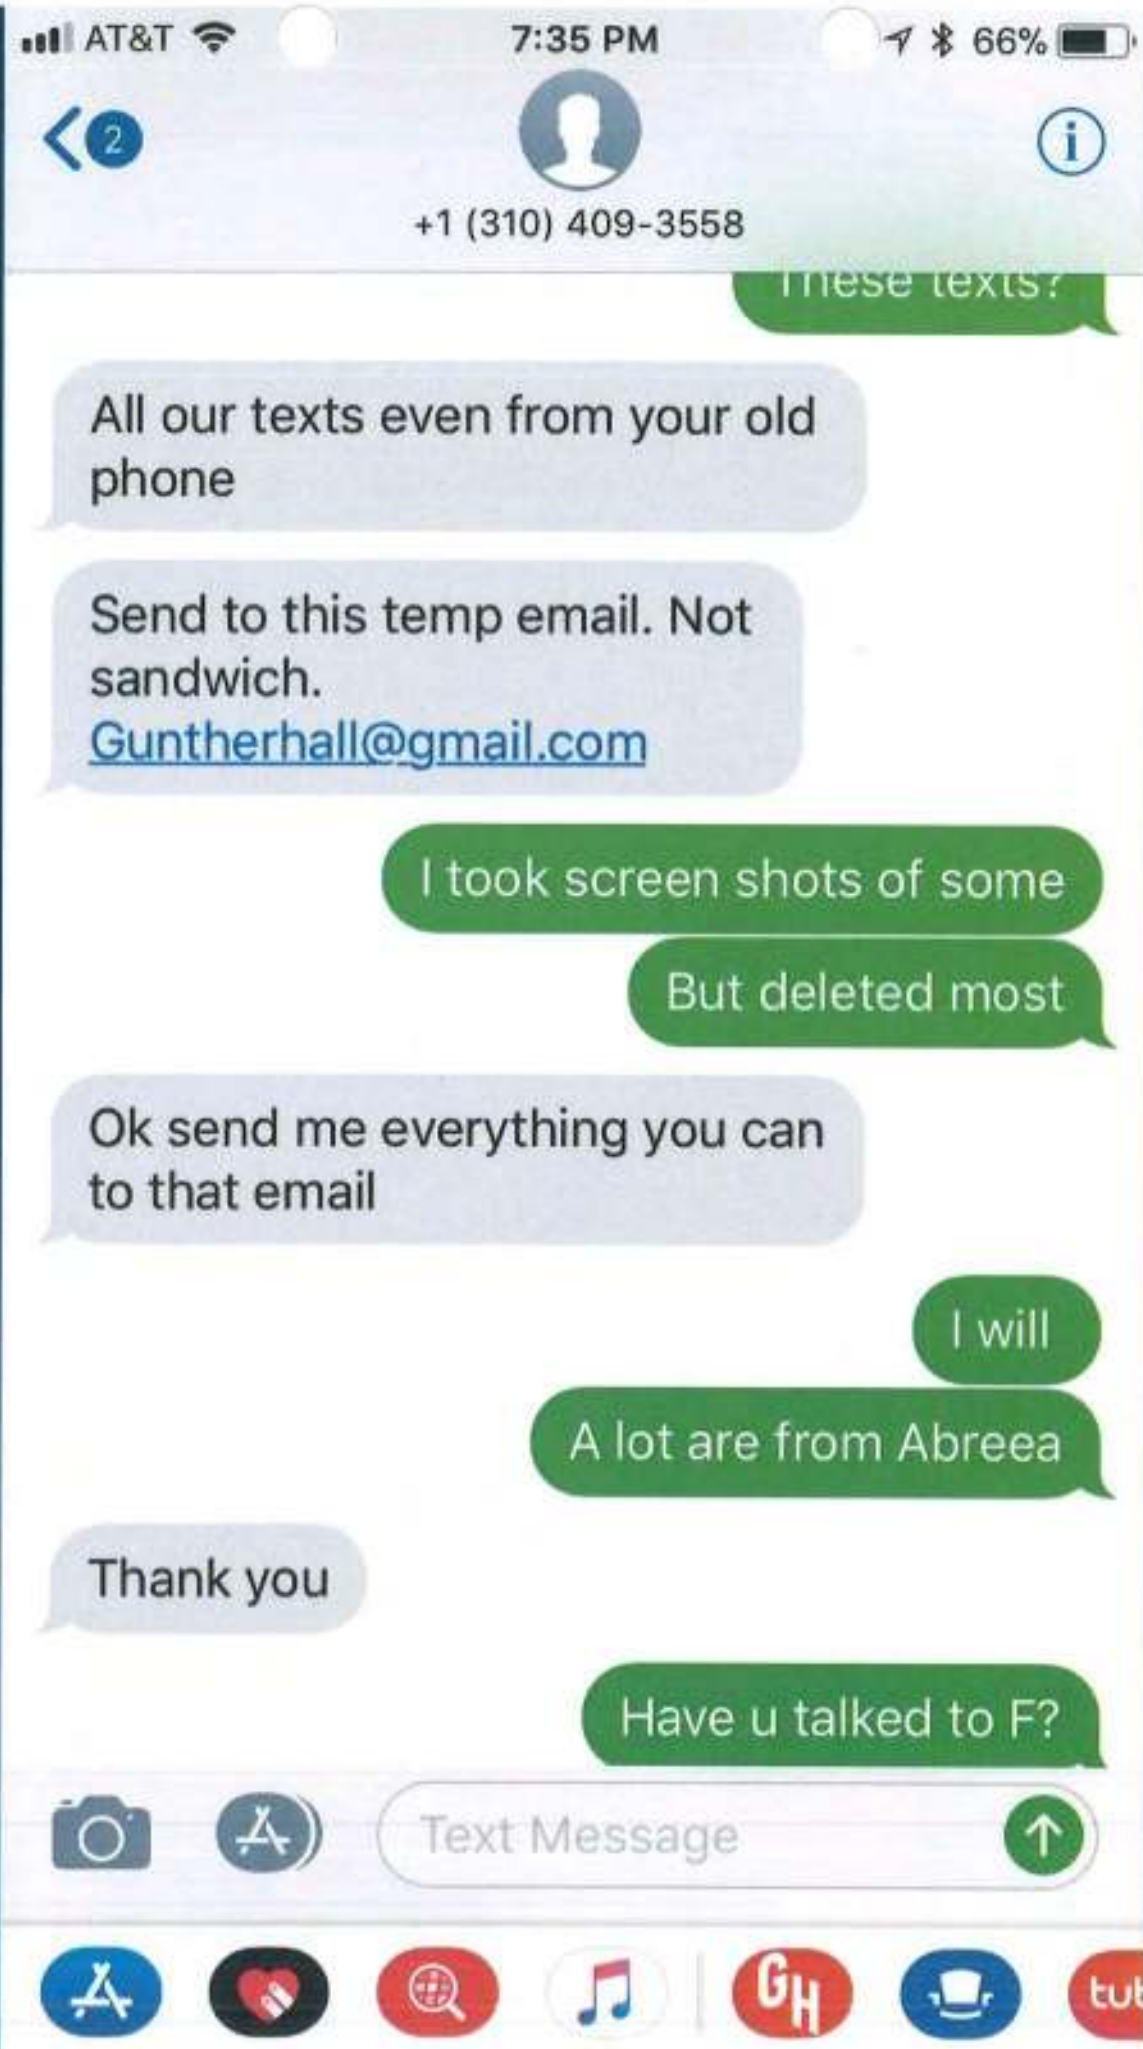 AT&T 7:35 PM 66%
2
i
+1 (310) 409-3558
These texts?
All our texts even from your old
phone
Send to this temp email. Not
sandwich.
Guntherhall@gmail.com
I took screen shots of some
But deleted most
Ok send me everything you can
to that email
I will
A lot are from Abreea
Thank you
Have u talked to F?
Text Message
GH
tub